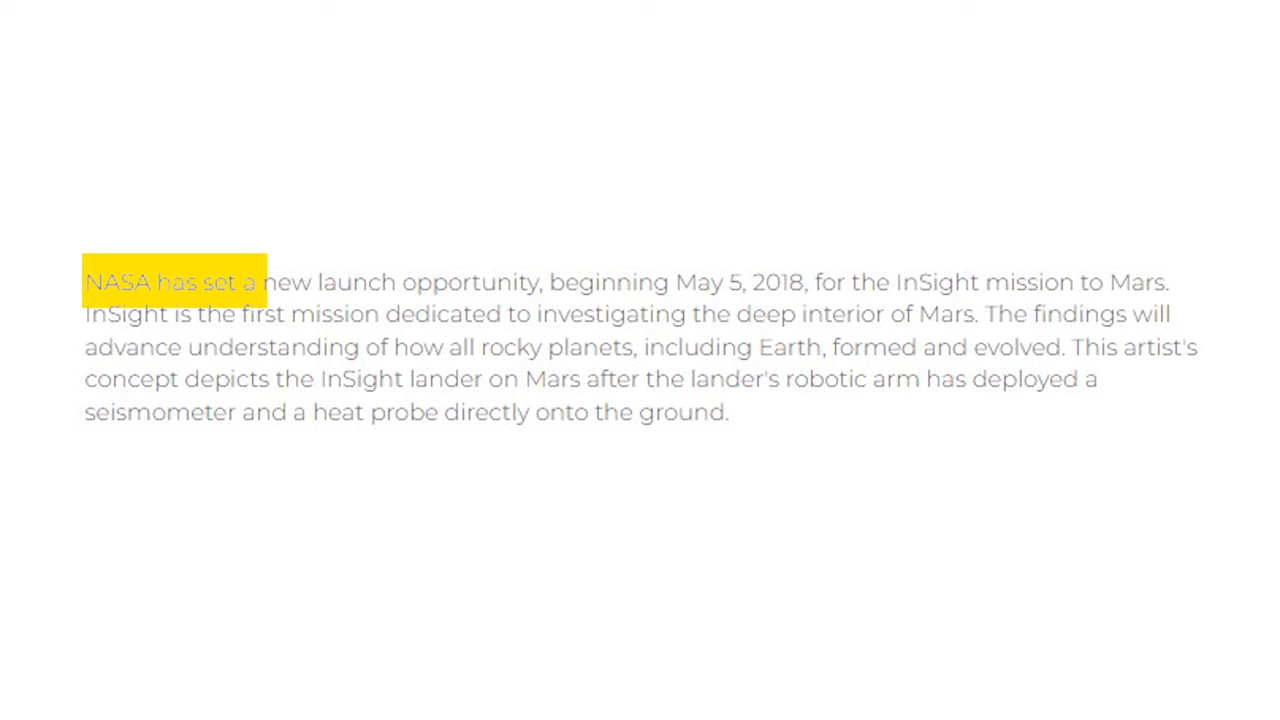 NASA has set a new launch opportunity, beginning May 5, 2018, for the InSight mission to Mars.
InSight is the first mission dedicated to investigating the deep interior of Mars. The findings will
advance understanding of how all rocky planets, including Earth, formed and evolved. This artist's
concept depicts the InSight lander on Mars after the lander's robotic arm has deployed a
seismometer and a heat probe directly onto the ground.